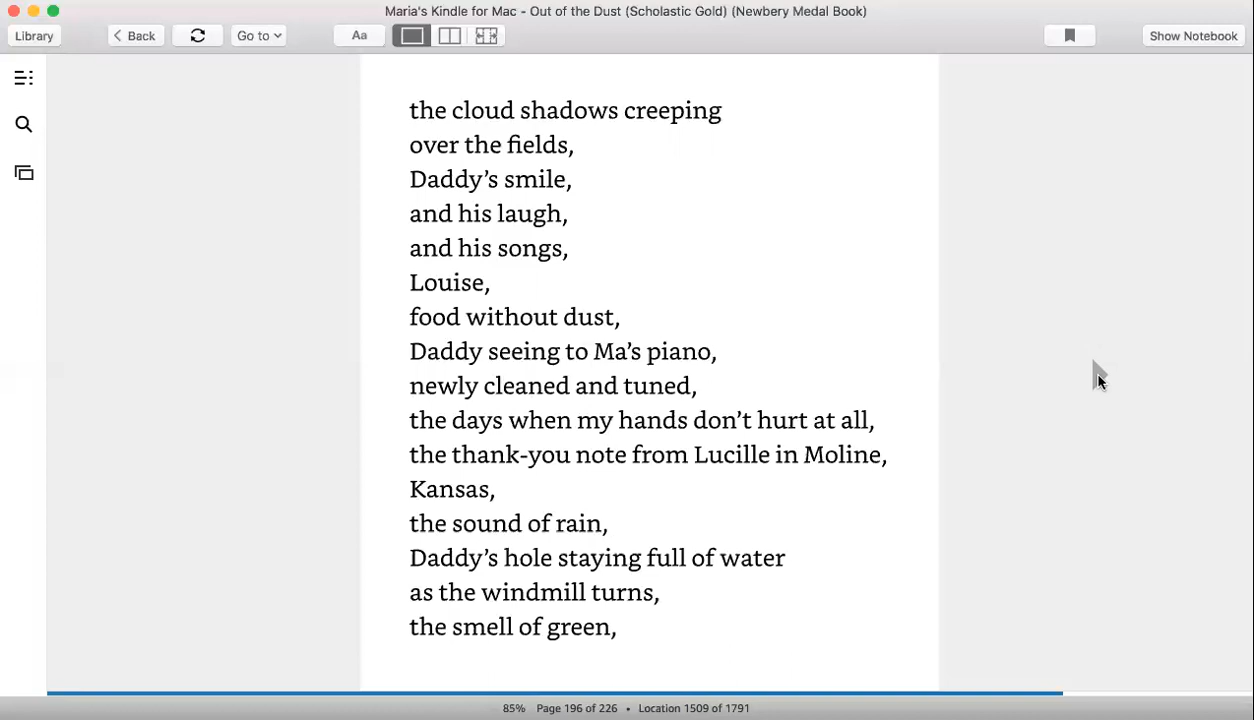 Maria's Kindle for Mac - Out of the Dust (Scholastic Gold) (Newbery Medal Book)
Library
Back
Go to
Aa
Show Notebook
the cloud shadows creeping
over the fields,
Daddy’s smile,
and his laugh,
and his songs,
Louise,
food without dust,
Daddy seeing to Ma’s piano,
newly cleaned and tuned,
the days when my hands don’t hurt at all,
the thank-you note from Lucille in Moline,
Kansas,
the sound of rain,
Daddy’s hole staying full of water
as the windmill turns,
the smell of green,
85% Page 196 of 226 • Location 1509 of 1791